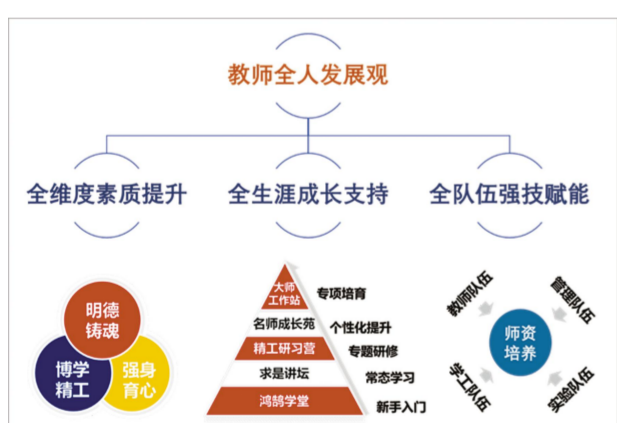 教师全人发展观
全维度素质提升
全生涯成长支持
全队伍强技赋能
明德
铸魂
博学
精工
强身
育心
大师
工作站
专项培育
名师成长苑
个性化提升
精工研习营
专题研修
求是讲坛
常态学习
鸿鹄学堂
新手入门
教师队伍
管理队伍
师资
培养
学工队伍
实验队伍